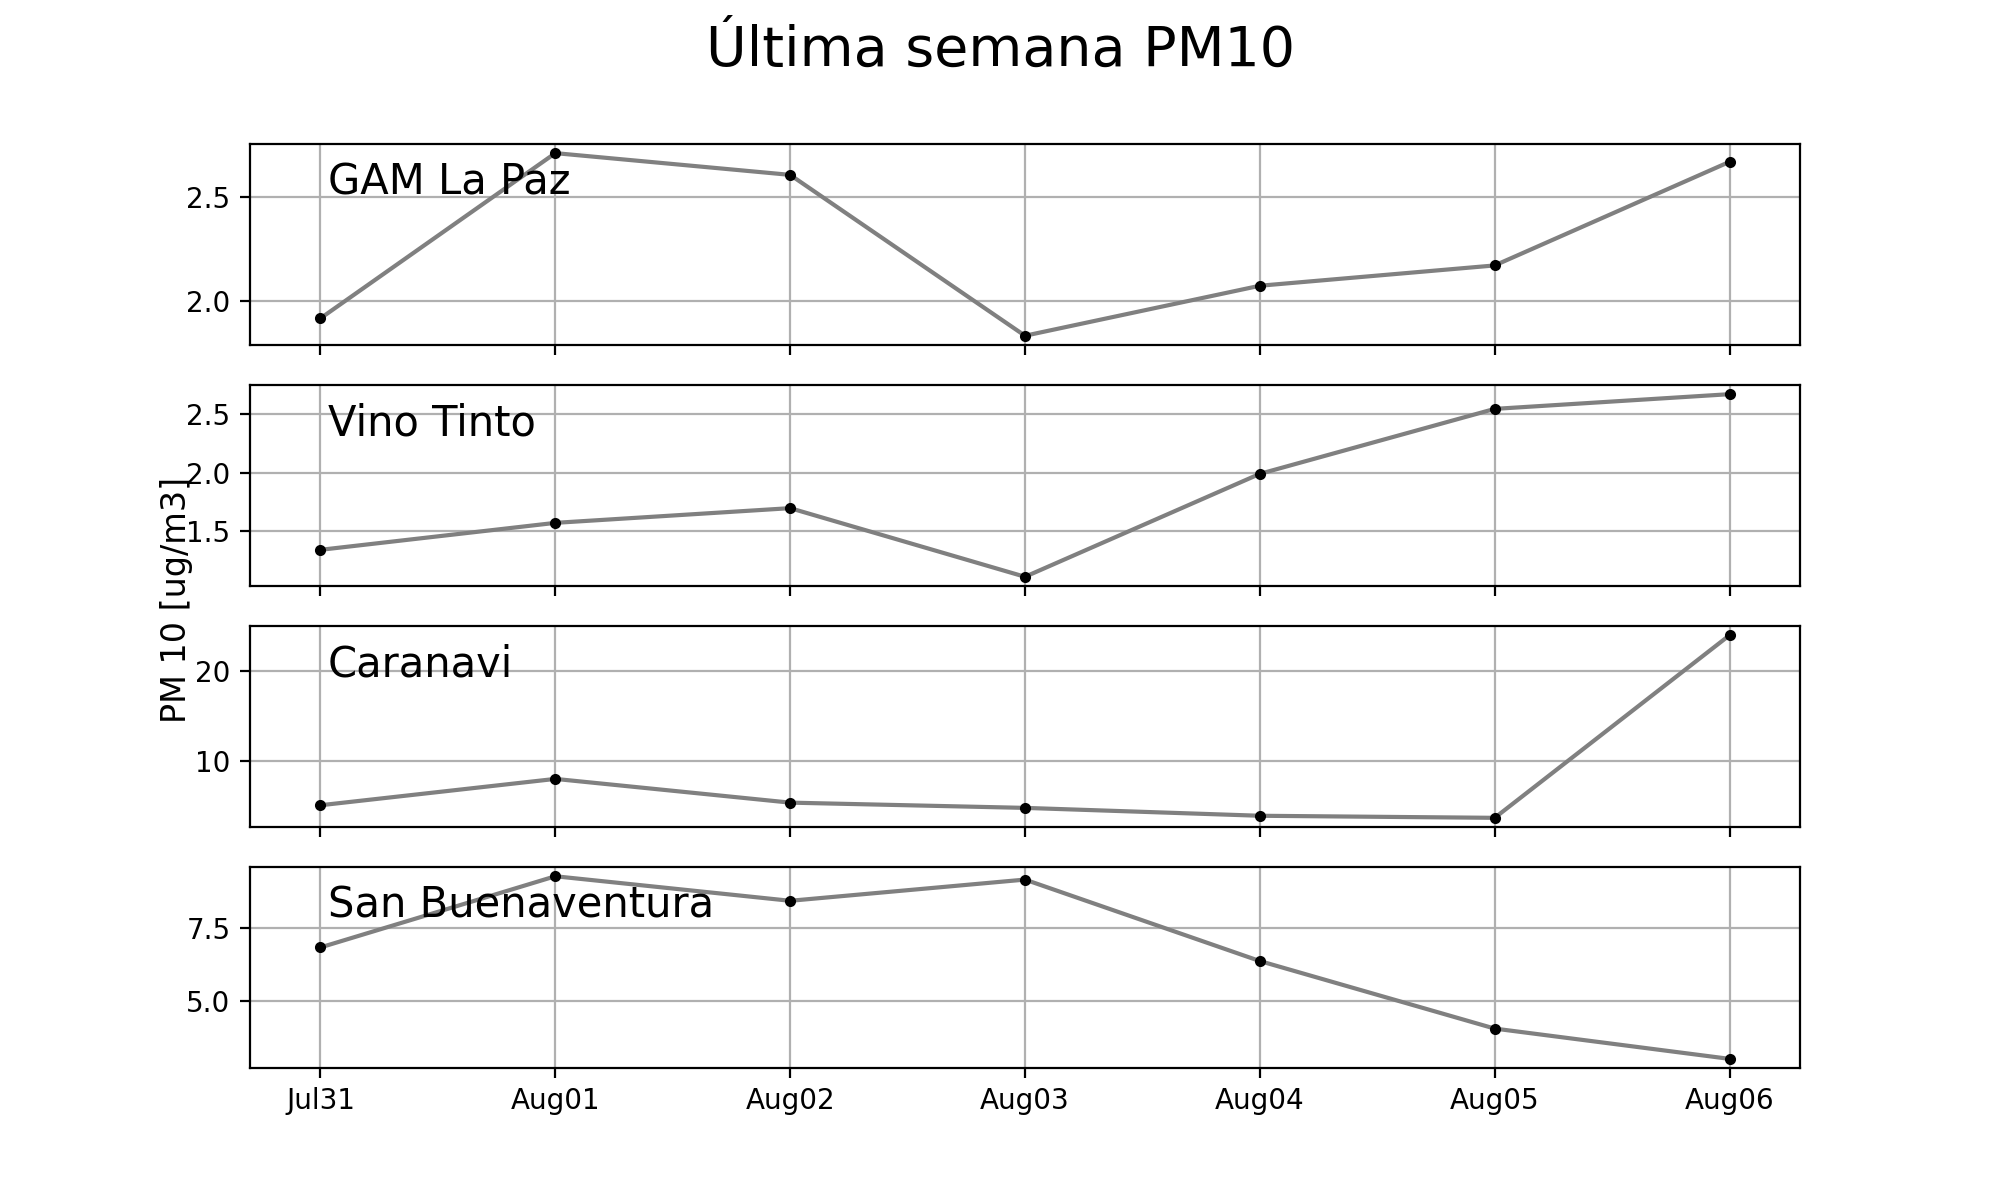 Última semana PM10
GAM La Paz
2.5
2.0
Vino Tinto
2.5
2.0
1.5
PM 10 [ug/m3]
Caranavi
20
10
San Buenaventura
7.5
5.0
Jul31 Aug01 Aug02 Aug03 Aug04 Aug05 Aug06